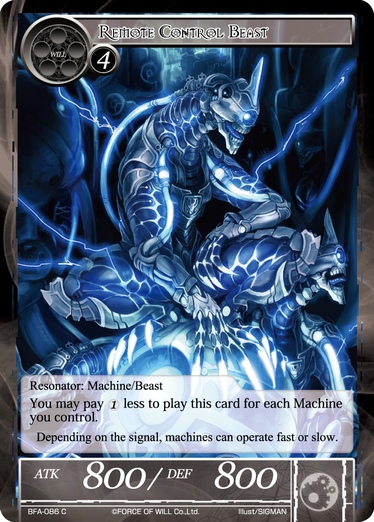 Remote Control Beast
WILL
4
Resonator: Machine/Beast
You may pay 1 less to play this card for each Machine
you control.
Depending on the signal, machines can operate fast or slow.
ATK 800/ DEF 800
BFA-086 C ©FORCE OF WILL Co.,Ltd. Illust/SIGMAN